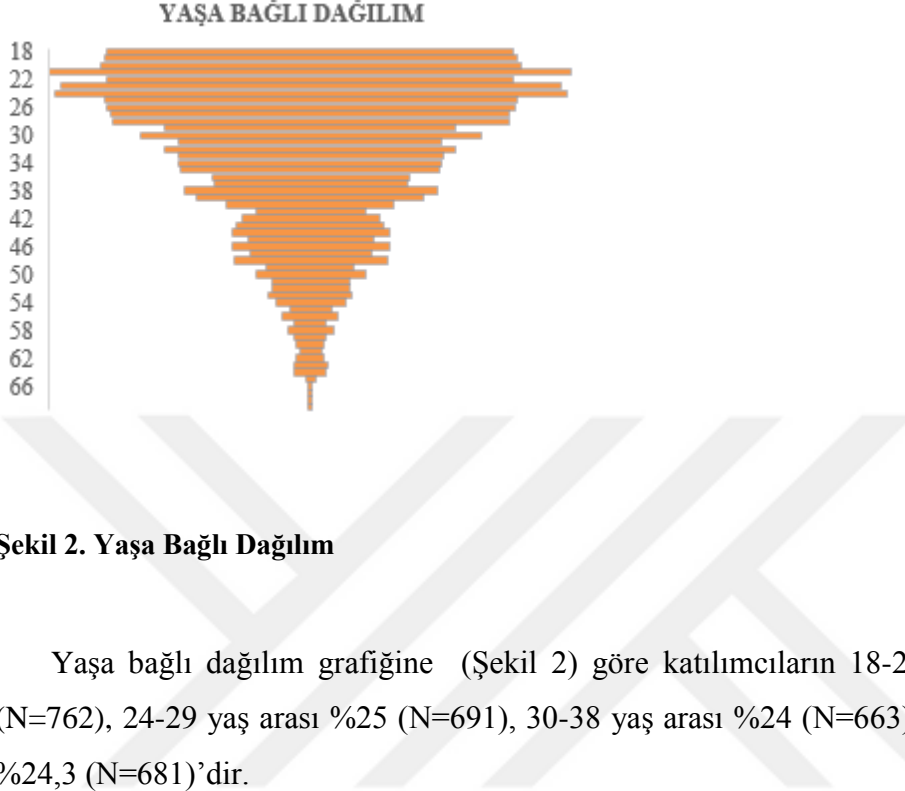 YAŞA BAĞLI DAĞILIM
18
22
26
30
34
38
42
46
50
54
58
62
66
Şekil 2. Yaşa Bağlı Dağılım
Yaşa bağlı dağılım grafiğine (Şekil 2) göre katılımcıların 18-2
(N=762), 24-29 yaş arası %25 (N=691), 30-38 yaş arası %24 (N=663)
%24,3 (N=681)’dir.